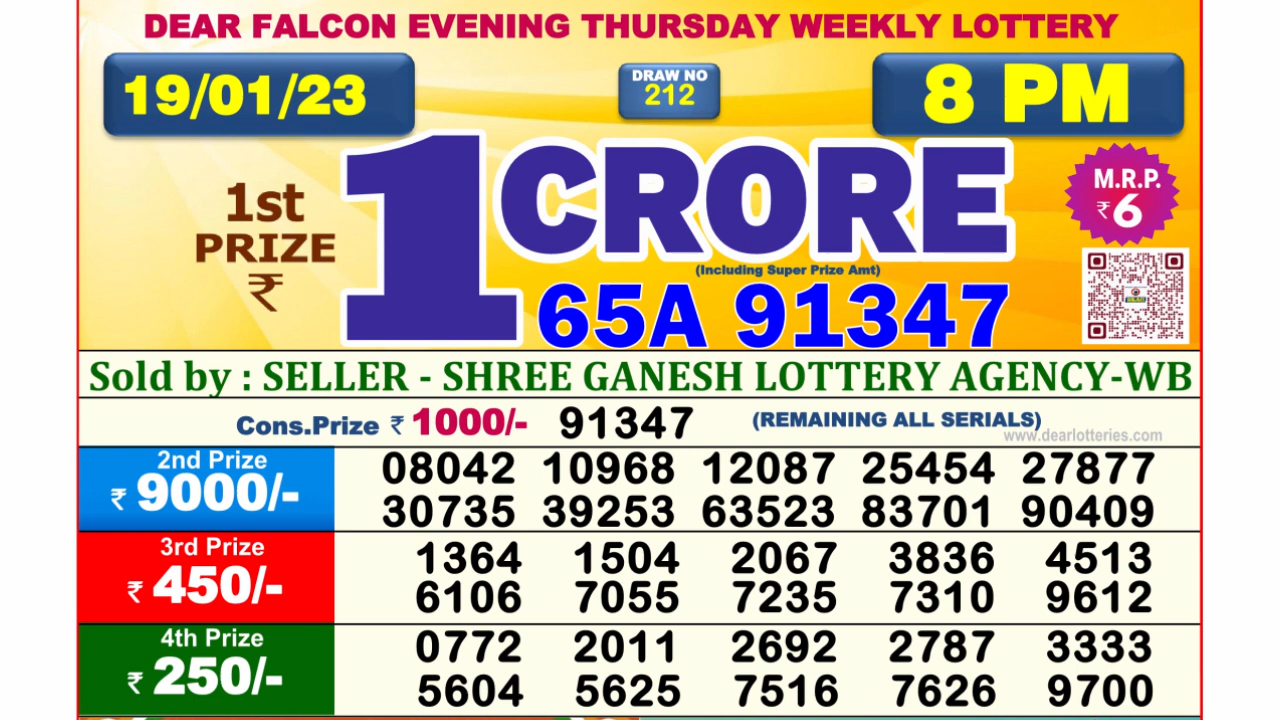 DEAR FALCON EVENING THURSDAY WEEKLY LOTTERY
19/01/23
DRAW NO
212
8 PM
1st
PRIZE
₹
1 CRORE
(Including Super Prize Amt)
65A 91347
M.R.P.
₹6
Sold by : SELLER - SHREE GANESH LOTTERY AGENCY-WB
Cons.Prize ₹ 1000/- 91347 (REMAINING ALL SERIALS)
www.dearlotteries.com
2nd Prize
₹ 9000/-
08042 10968 12087 25454 27877
30735 39253 63523 83701 90409
3rd Prize
₹ 450/-
1364 1504 2067 3836 4513
6106 7055 7235 7310 9612
4th Prize
₹ 250/-
0772 2011 2692 2787 3333
5604 5625 7516 7626 9700